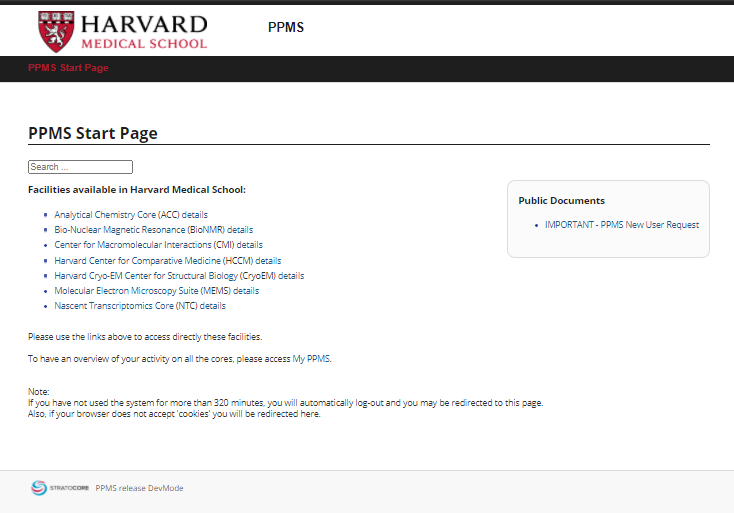 HARVARD
MEDICAL SCHOOL
PPMS
PPMS Start Page
PPMS Start Page
Search ...
Facilities available in Harvard Medical School:
Analytical Chemistry Core (ACC) details
Bio-Nuclear Magnetic Resonance (BioNMR) details
Center for Macromolecular Interactions (CMI) details
Harvard Center for Comparative Medicine (HCCM) details
Harvard Cryo-EM Center for Structural Biology (CryoEM) details
Molecular Electron Microscopy Suite (MEMS) details
Nascent Transcriptomics Core (NTC) details
Public Documents
IMPORTANT - PPMS New User Request
Please use the links above to access directly these facilities.
To have an overview of your activity on all the cores, please access My PPMS.
Note:
If you have not used the system for more than 320 minutes, you will automatically log-out and you may be redirected to this page.
Also, if your browser does not accept 'cookies' you will be redirected here.
STRATOCORE PPMS release DevMode